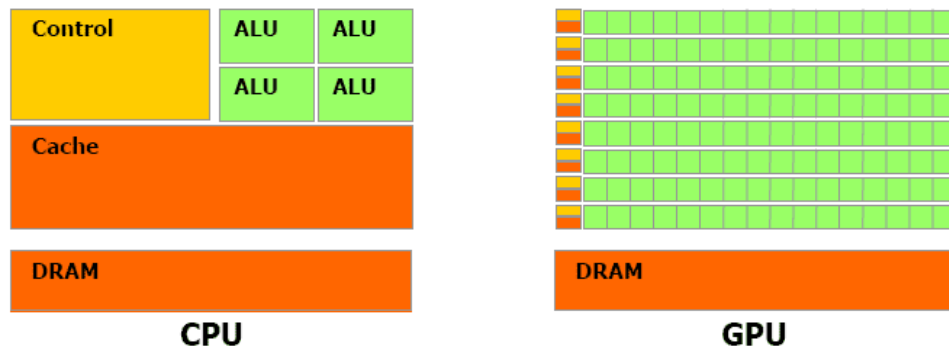 Control
ALU ALU
ALU ALU
Cache
DRAM
CPU
DRAM
GPU